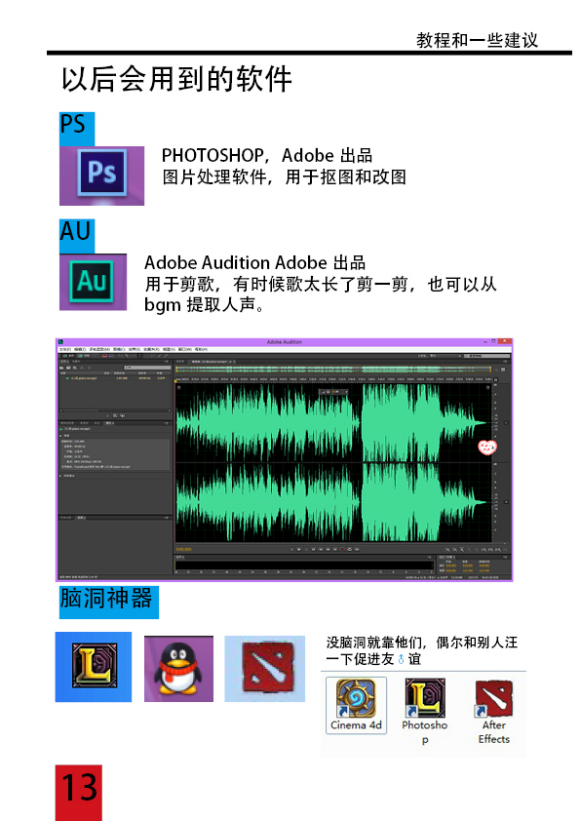 教程和一些建议
以后会用到的软件
PS
Ps
PHOTOSHOP，Adobe 出品
图片处理软件，用于抠图和改图
AU
Au
Adobe Audition Adobe 出品
用于剪歌，有时候歌太长了剪一剪，也可以从
bgm 提取人声。
Adobe Audition
脑洞神器
L
没脑洞就靠他们，偶尔和别人汪
一下促进友♂谊
L
Cinema 4d
Photosho
p
After
Effects
13